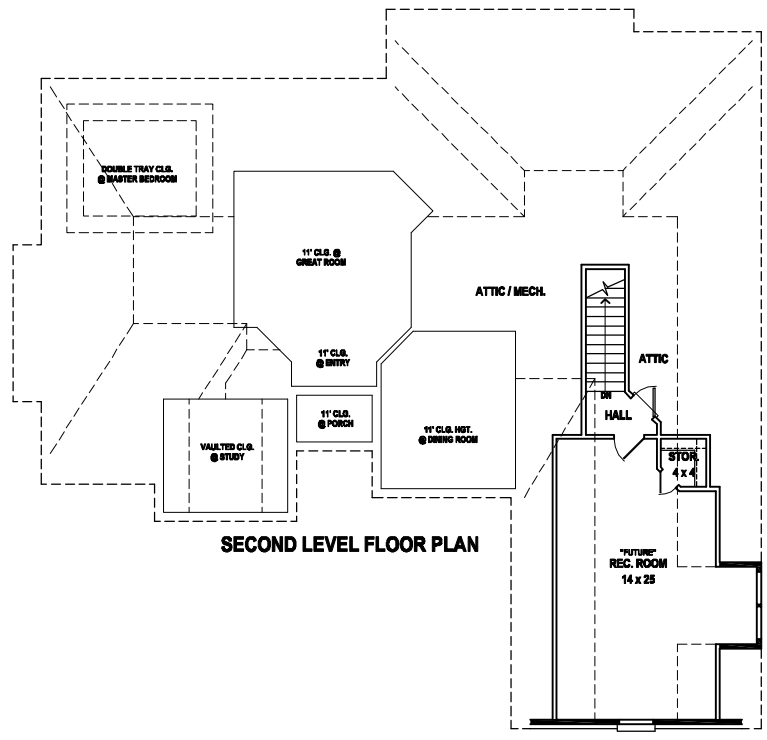 DOUBLE TRAY CLG.
@ MASTER BEDROOM
11' CLG. @
GREAT ROOM
ATTIC / MECH.
11' CLG.
@ ENTRY
ATTIC
DN
HALL
11' CLG.
@ PORCH
11' CLG. HGT.
@ DINING ROOM
VAULTED CLG.
@ STUDY
STOR.
4 x 4
SECOND LEVEL FLOOR PLAN
"FUTURE"
REC. ROOM
14 x 25